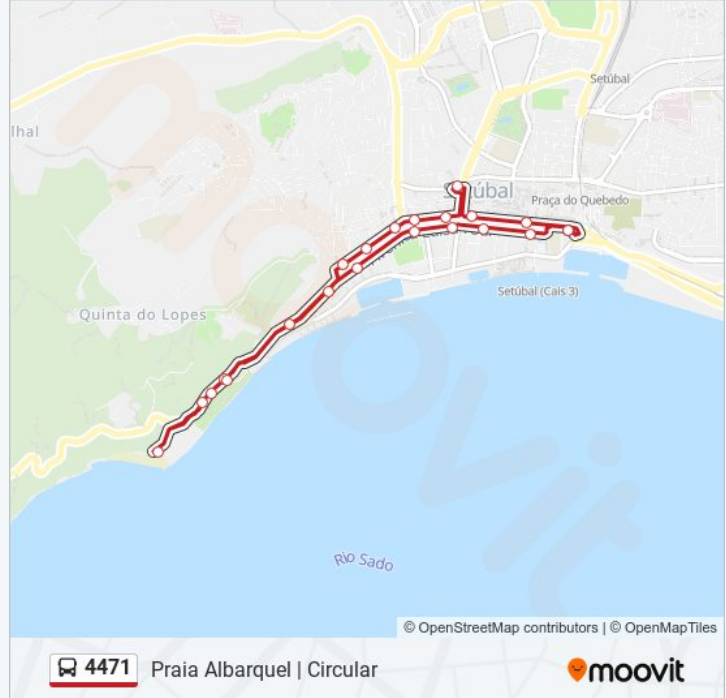 Setúbal
lhal
Setúbal
Praça do Quebedo
Setúbal (Cais 3)
Quinta do Lopes
Rio Sado
© OpenStreetMap contributors | © OpenMapTiles
4471 Praia Albarquel | Circular
moovit
moovit